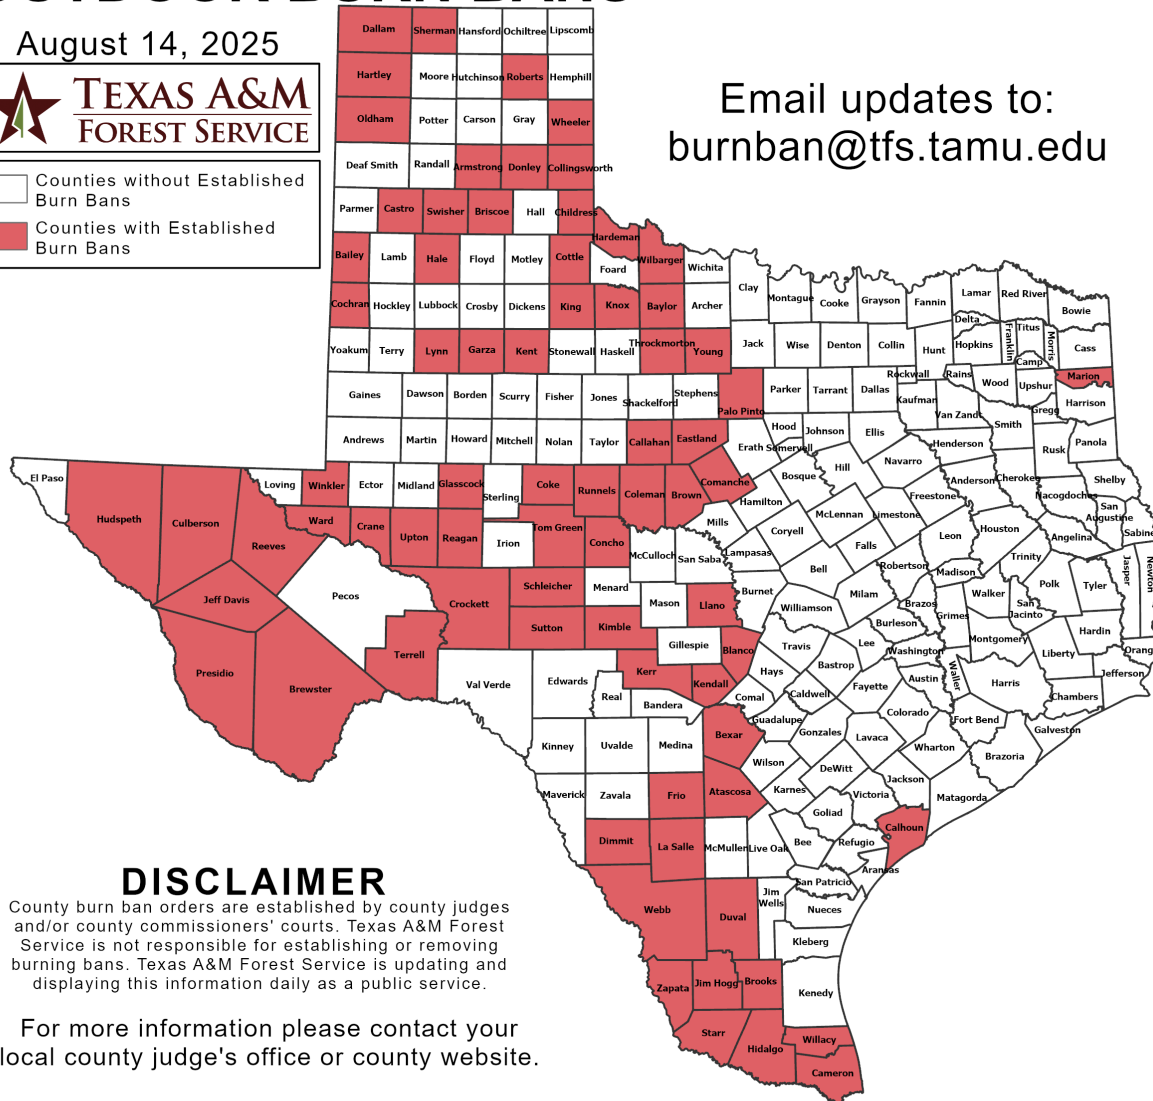 August 14, 2025
TEXAS A&M
FOREST SERVICE
Counties without Established
Burn Bans
Counties with Established
Burn Bans
Email updates to:
burnban@tfs.tamu.edu
Dallam Sherman Hansford Ochiltree Lipscomb
Hartley Moore Hutchinson Roberts Hemphill
Oldham Potter Carson Gray Wheeler
Deaf Smith Randall Armstrong Donley Collingsworth
Parmer Castro Swisher Briscoe Hall Childress
Hardeman
Bailey Lamb Hale Floyd Motley Cottle Foard Wilbarger Wichita
Clay Montague Cooke Grayson Fannin Lamar Red River Bowie
Cochran Hockley Lubbock Crosby Dickens King Knox Baylor Archer
Delta Franklin Titus Morris Cass
Yoakum Terry Lynn Garza Kent Stonewall Haskell Throckmorton Young Jack Wise Denton Collin Hunt Hopkins Camp
Rockwall Rains Wood Upshur Marion
Gaines Dawson Borden Scurry Fisher Jones Shackelford Stephens Palo Pinto Parker Tarrant Dallas Kaufman Van Zandt Smith Gregg Harrison
Andrews Martin Howard Mitchell Nolan Taylor Callahan Eastland Erath Hood Somervell Johnson Ellis Henderson Rusk Panola
El Paso Hudspeth Culberson Loving Winkler Ector Midland Glasscock Sterling Coke Runnels Coleman Brown Comanche Hamilton Bosque Hill Navarro Anderson Cherokee Shelby
Nacogdoches San Augustine Sabine
Reeves Ward Crane Upton Reagan Irion Tom Green Concho McCulloch San Saba Mills Lampasas Coryell McLennan Limestone Freestone Leon Houston Angelina
Jeff Davis Pecos Crockett Schleicher Menard Mason Llano Burnet Bell Falls Robertson Madison Trinity Polk Tyler Jasper Newton
Presidio Brewster Terrell Sutton Kimble Gillespie Blanco Williamson Milam Brazos Grimes Walker San Jacinto Hardin Orange
Burleson Washington Montgomery Liberty Jefferson
Val Verde Edwards Real Kerr Kendall Bandera Comal Hays Travis Bastrop Lee Fayette Austin Waller Harris Chambers
Caldwell Guadalupe Gonzales Lavaca Colorado Fort Bend Galveston
Kinney Uvalde Medina Bexar Wilson DeWitt Wharton Brazoria
Maverick Zavala Frio Atascosa Karnes Goliad Victoria Jackson Matagorda
Dimmit La Salle McMullen Live Oak Bee Refugio Calhoun
Aransas
San Patricio
Webb Duval Jim Wells Nueces
Kleberg
Zapata Jim Hogg Brooks Kenedy
Starr Hidalgo Willacy
Cameron
DISCLAIMER
County burn ban orders are established by county judges
and/or county commissioners' courts. Texas A&M Forest
Service is not responsible for establishing or removing
burning bans. Texas A&M Forest Service is updating and
displaying this information daily as a public service.
For more information please contact your
local county judge's office or county website.